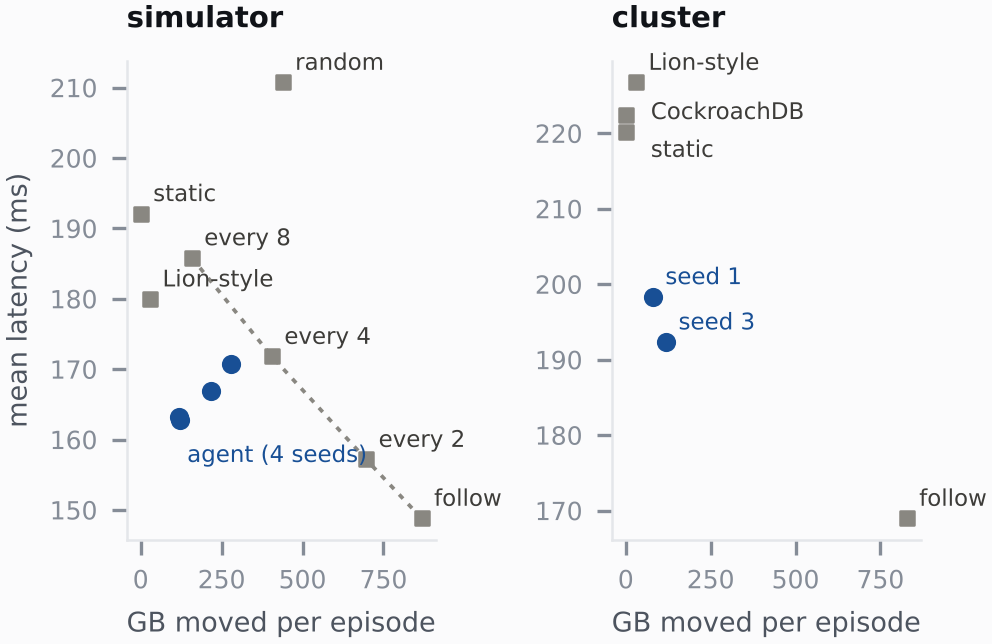 simulator
mean latency (ms)
210
200
190
180
170
160
150
random
static
every 8
Lion-style
every 4
every 2
agent (4 seeds)
follow
0
250
500
750
GB moved per episode
cluster
220
210
200
190
180
170
Lion-style
CockroachDB
static
seed 1
seed 3
follow
0
250
500
750
GB moved per episode